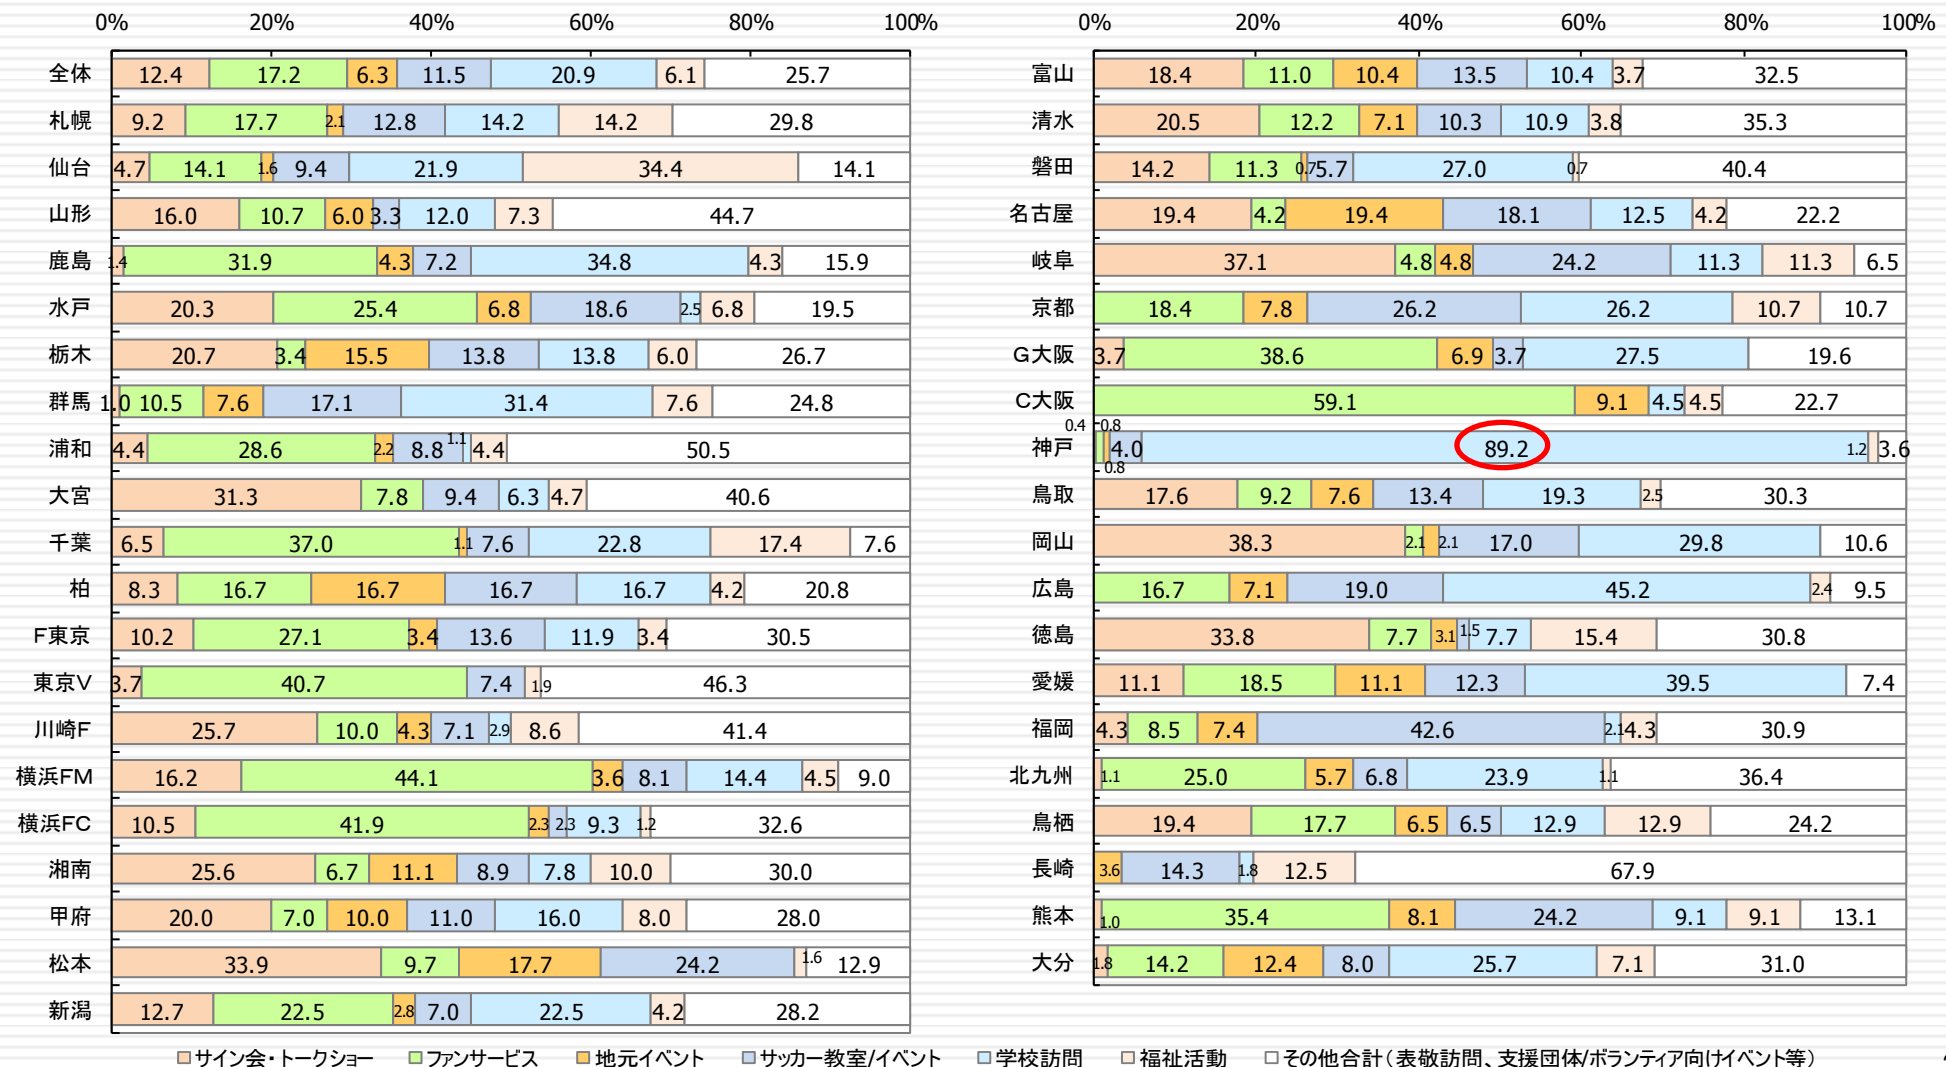 0% 20% 40% 60% 80% 100%
全体 12.4 17.2 6.3 11.5 20.9 6.1 25.7
札幌 9.2 17.7 2.1 12.8 14.2 14.2 29.8
仙台 4.7 14.1 1.6 9.4 21.9 34.4 14.1
山形 16.0 10.7 6.0 3.3 12.0 7.3 44.7
鹿島 1.4 31.9 4.3 7.2 34.8 4.3 15.9
水戸 20.3 25.4 6.8 18.6 2.5 6.8 19.5
栃木 20.7 3.4 15.5 13.8 13.8 6.0 26.7
群馬 1.0 10.5 7.6 17.1 31.4 7.6 24.8
浦和 4.4 28.6 2.2 8.8 1.1 4.4 50.5
大宮 31.3 7.8 9.4 6.3 4.7 40.6
千葉 6.5 37.0 1.1 7.6 22.8 17.4 7.6
柏 8.3 16.7 16.7 16.7 16.7 4.2 20.8
F東京 10.2 27.1 3.4 13.6 11.9 3.4 30.5
東京V 3.7 40.7 7.4 1.9 46.3
川崎F 25.7 10.0 4.3 7.1 2.9 8.6 41.4
横浜FM 16.2 44.1 3.6 8.1 14.4 4.5 9.0
横浜FC 10.5 41.9 2.3 2.3 9.3 1.2 32.6
湘南 25.6 6.7 11.1 8.9 7.8 10.0 30.0
甲府 20.0 7.0 10.0 11.0 16.0 8.0 28.0
松本 33.9 9.7 17.7 24.2 1.6 12.9
新潟 12.7 22.5 2.8 7.0 22.5 4.2 28.2
0% 20% 40% 60% 80% 100%
富山 18.4 11.0 10.4 13.5 10.4 3.7 32.5
清水 20.5 12.2 7.1 10.3 10.9 3.8 35.3
磐田 14.2 11.3 0.7 5.7 27.0 0.7 40.4
名古屋 19.4 4.2 19.4 18.1 12.5 4.2 22.2
岐阜 37.1 4.8 4.8 24.2 11.3 11.3 6.5
京都 18.4 7.8 26.2 26.2 10.7 10.7
G大阪 3.7 38.6 6.9 3.7 27.5 19.6
C大阪 59.1 9.1 4.5 4.5 22.7
神戸 0.4 0.8 0.8 4.0 89.2 1.2 3.6
鳥取 17.6 9.2 7.6 13.4 19.3 2.5 30.3
岡山 38.3 2.1 2.1 17.0 29.8 10.6
広島 16.7 7.1 19.0 45.2 2.4 9.5
徳島 33.8 7.7 3.1 1.5 7.7 15.4 30.8
愛媛 11.1 18.5 11.1 12.3 39.5 7.4
福岡 4.3 8.5 7.4 42.6 2.1 4.3 30.9
北九州 1.1 25.0 5.7 6.8 23.9 1.1 36.4
鳥栖 19.4 17.7 6.5 6.5 12.9 12.9 24.2
長崎 3.6 14.3 1.8 12.5 67.9
熊本 1.0 35.4 8.1 24.2 9.1 9.1 13.1
大分 1.8 14.2 12.4 8.0 25.7 7.1 31.0
サイン会・トークショー ファンサービス 地元イベント サッカー教室/イベント 学校訪問 福祉活動 その他合計（表敬訪問、支援団体/ボランティア向けイベント等）